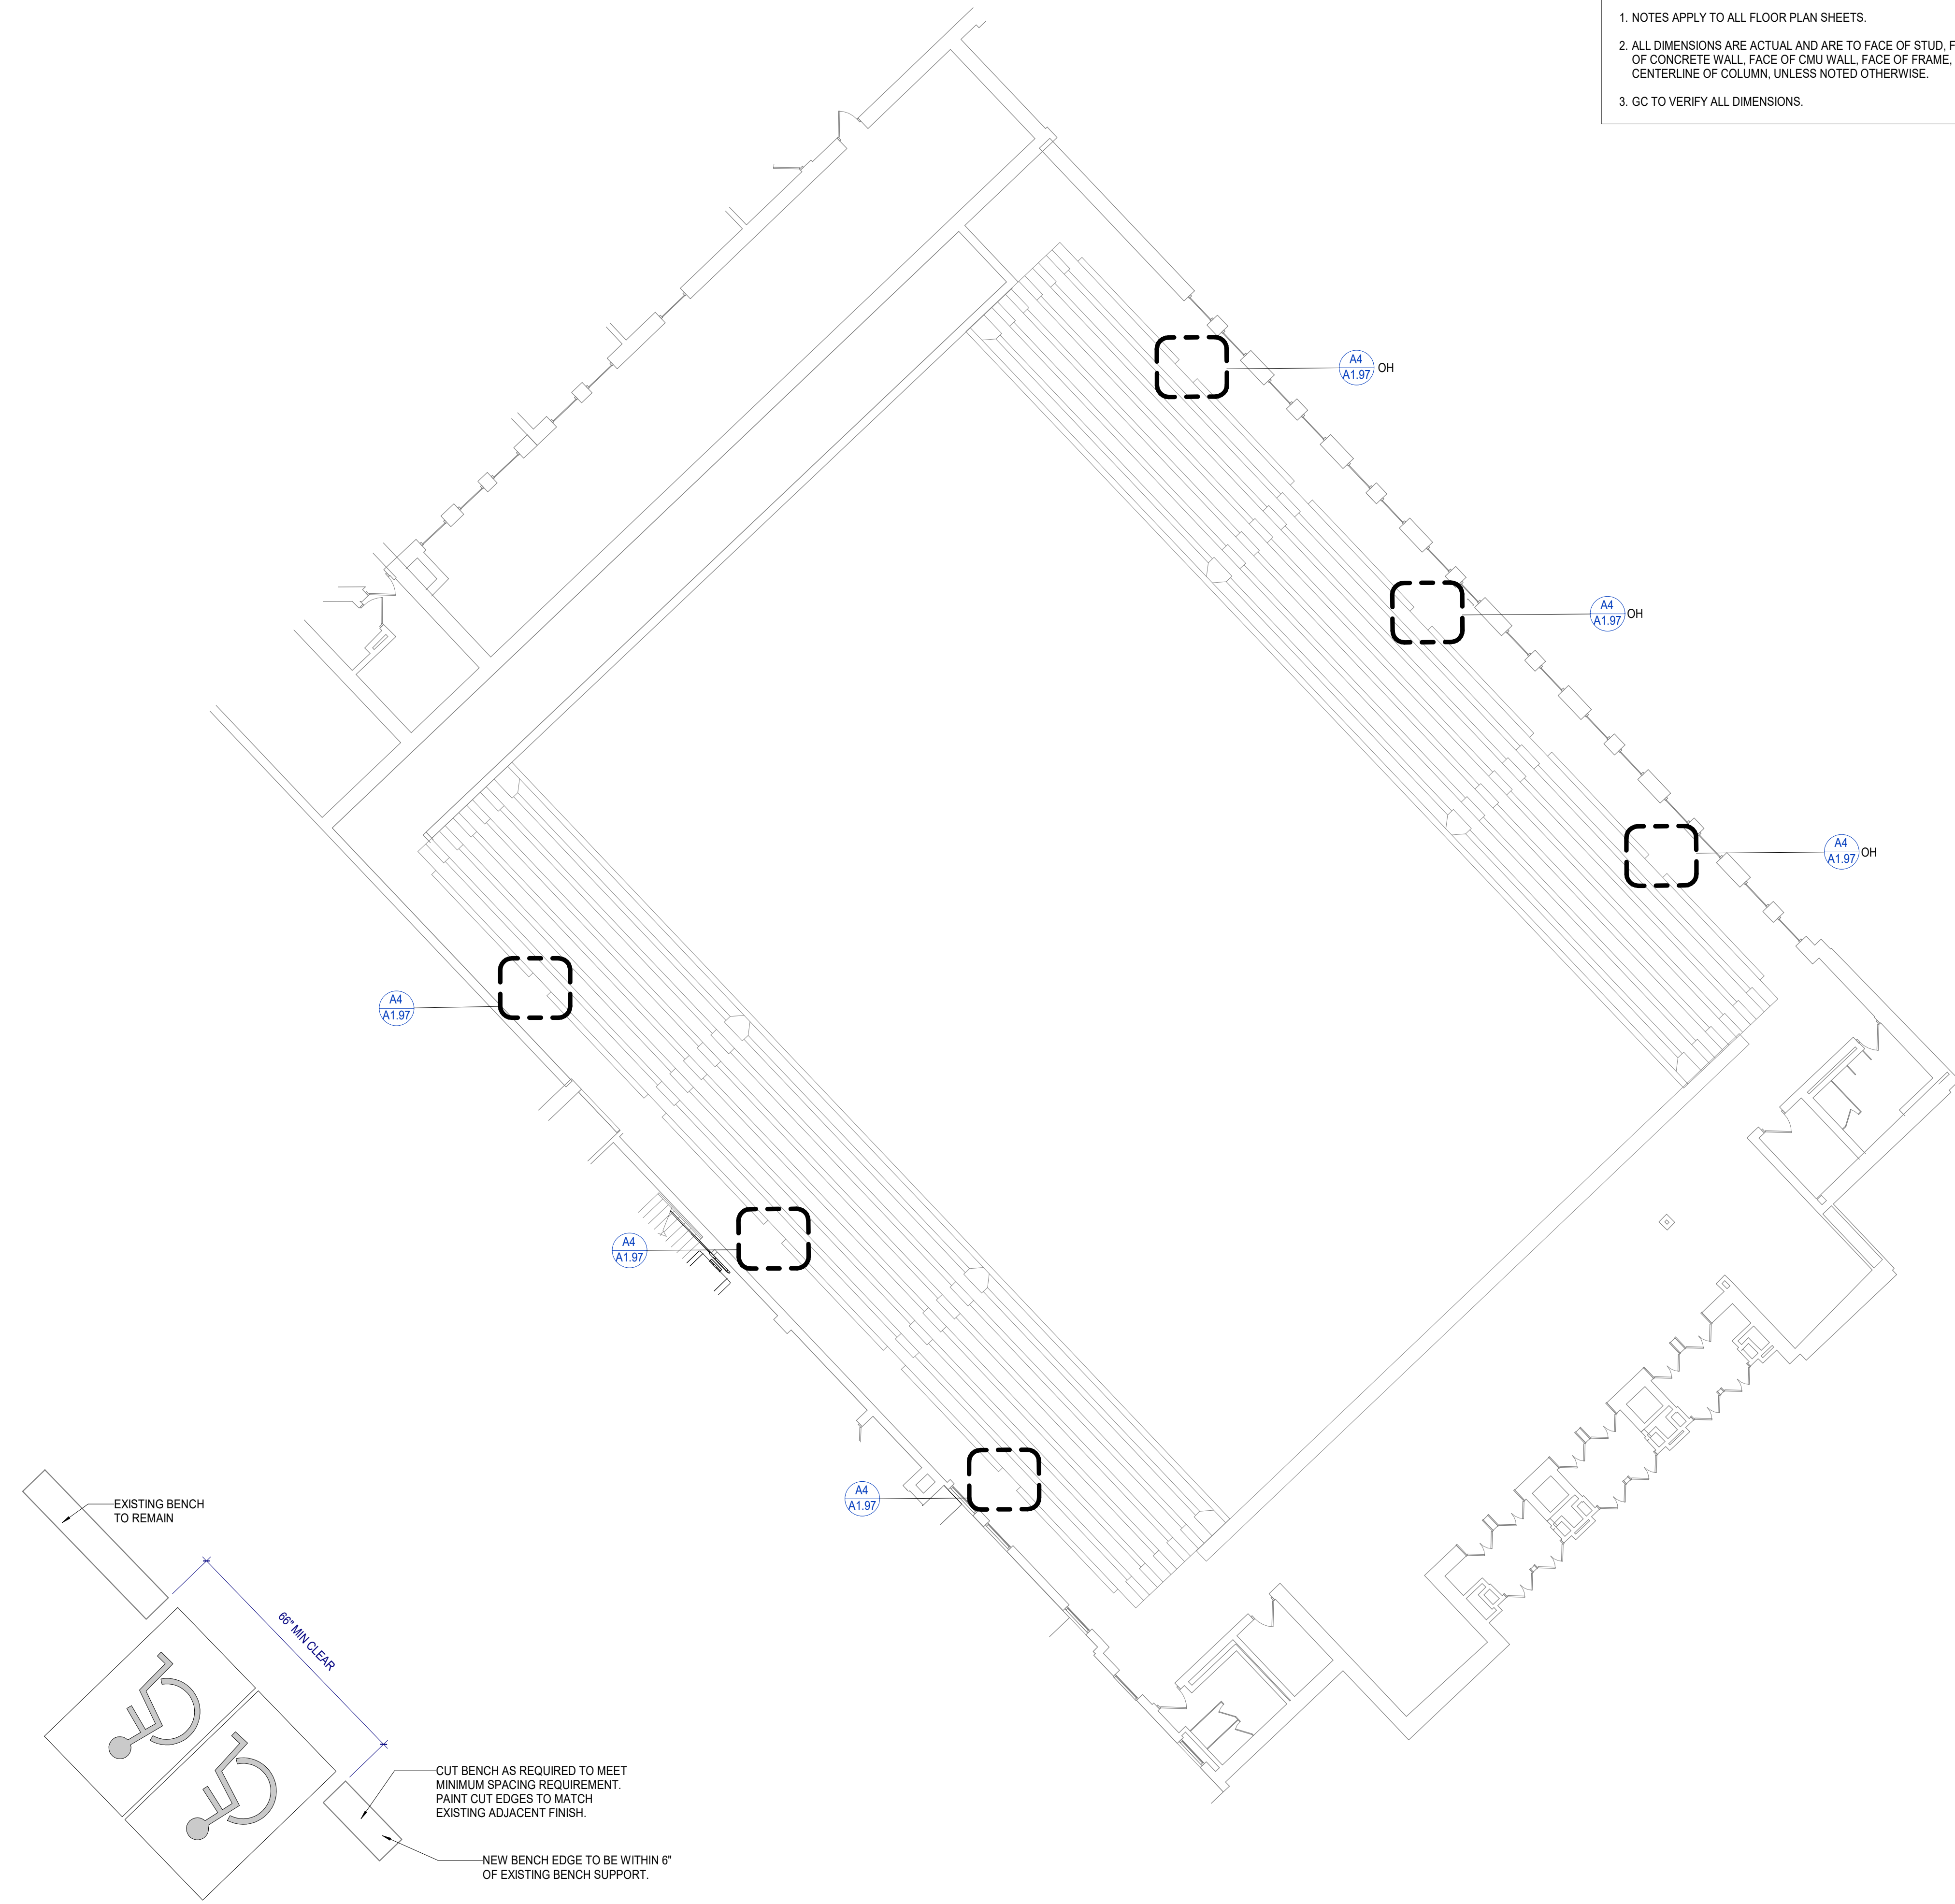 1. NOTES APPLY TO ALL FLOOR PLAN SHEETS.
2. ALL DIMENSIONS ARE ACTUAL AND ARE TO FACE OF STUD, F
OF CONCRETE WALL, FACE OF CMU WALL, FACE OF FRAME,
CENTERLINE OF COLUMN, UNLESS NOTED OTHERWISE.
3. GC TO VERIFY ALL DIMENSIONS.
A4
A1.97
OH
A4
A1.97
OH
A4
A1.97
OH
A4
A1.97
A4
A1.97
A4
A1.97
EXISTING BENCH
TO REMAIN
66" MIN CLEAR
CUT BENCH AS REQUIRED TO MEET
MINIMUM SPACING REQUIREMENT.
PAINT CUT EDGES TO MATCH
EXISTING ADJACENT FINISH.
NEW BENCH EDGE TO BE WITHIN 6"
OF EXISTING BENCH SUPPORT.